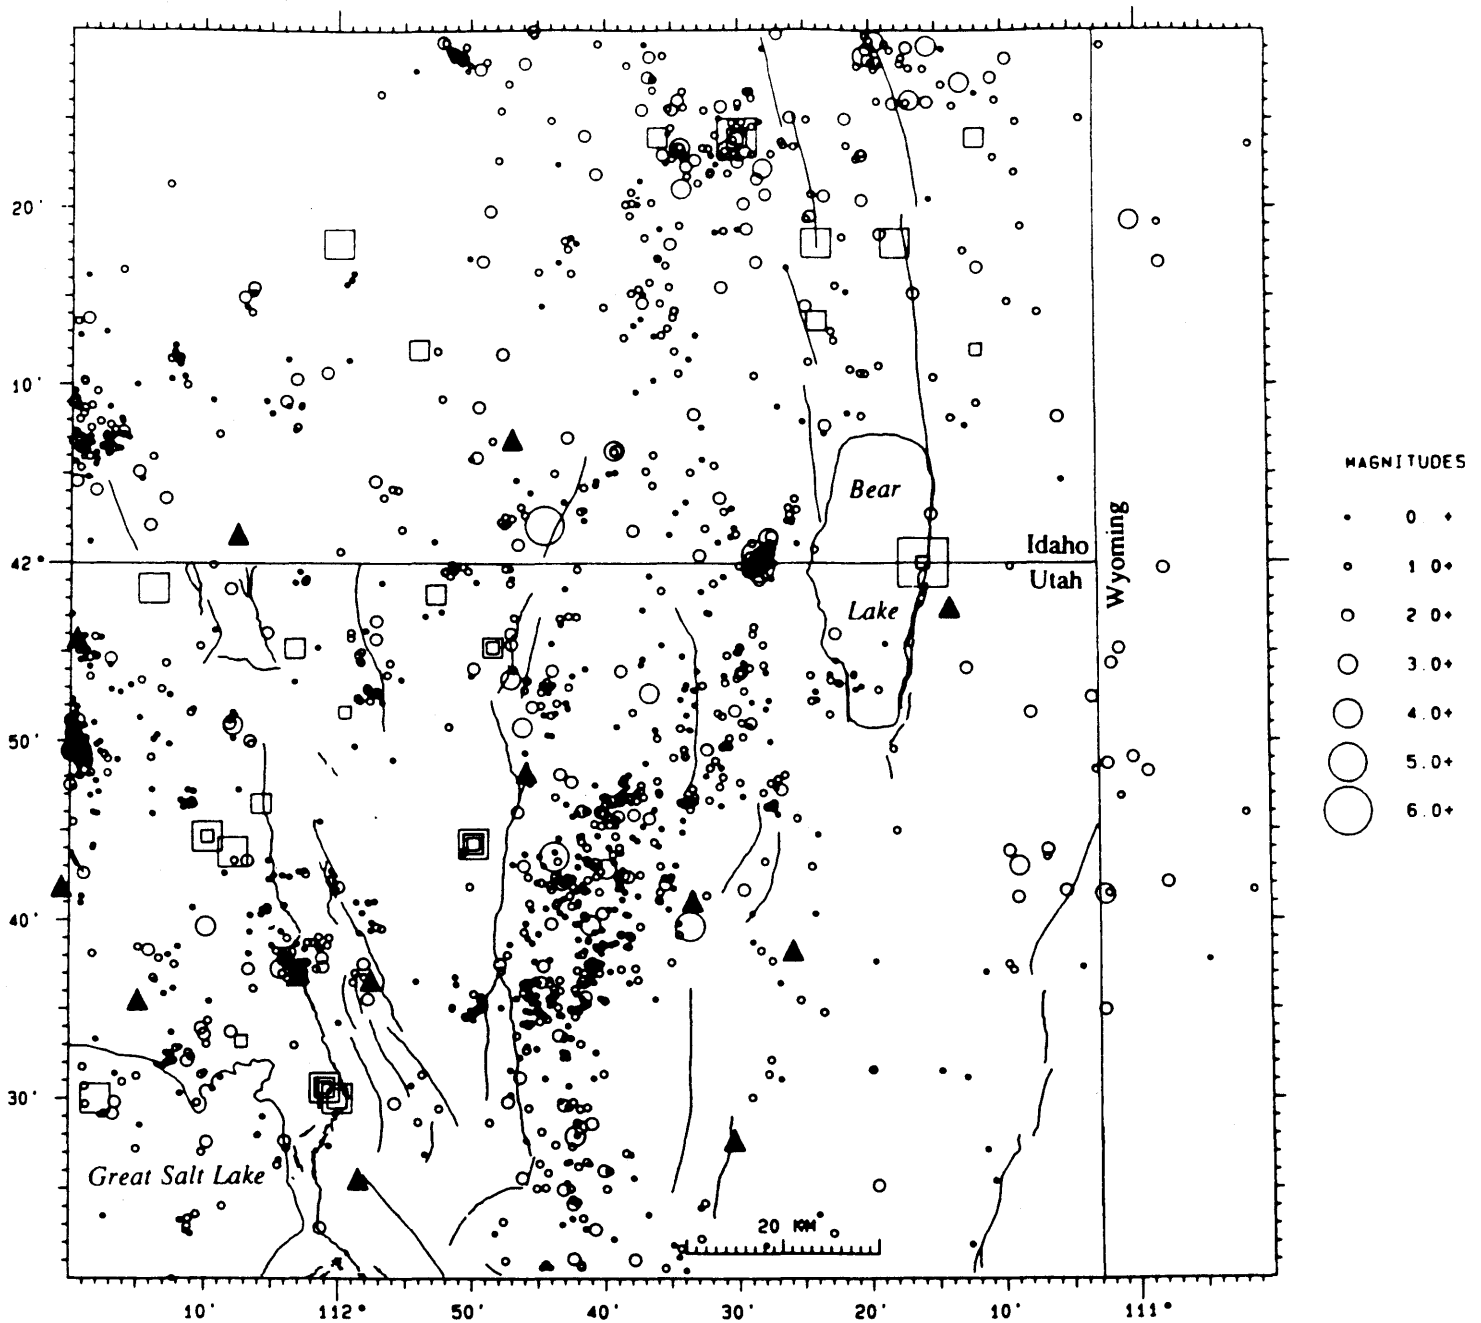 20'
10'
42°
50'
40'
30'
Bear
Lake
Idaho
Utah
Wyoming
Great Salt Lake
20 KM
10'
112°
50'
40'
30'
20'
10'
111°
MAGNITUDES
0 +
1 0+
2 0+
3.0+
4.0+
5.0+
6.0+